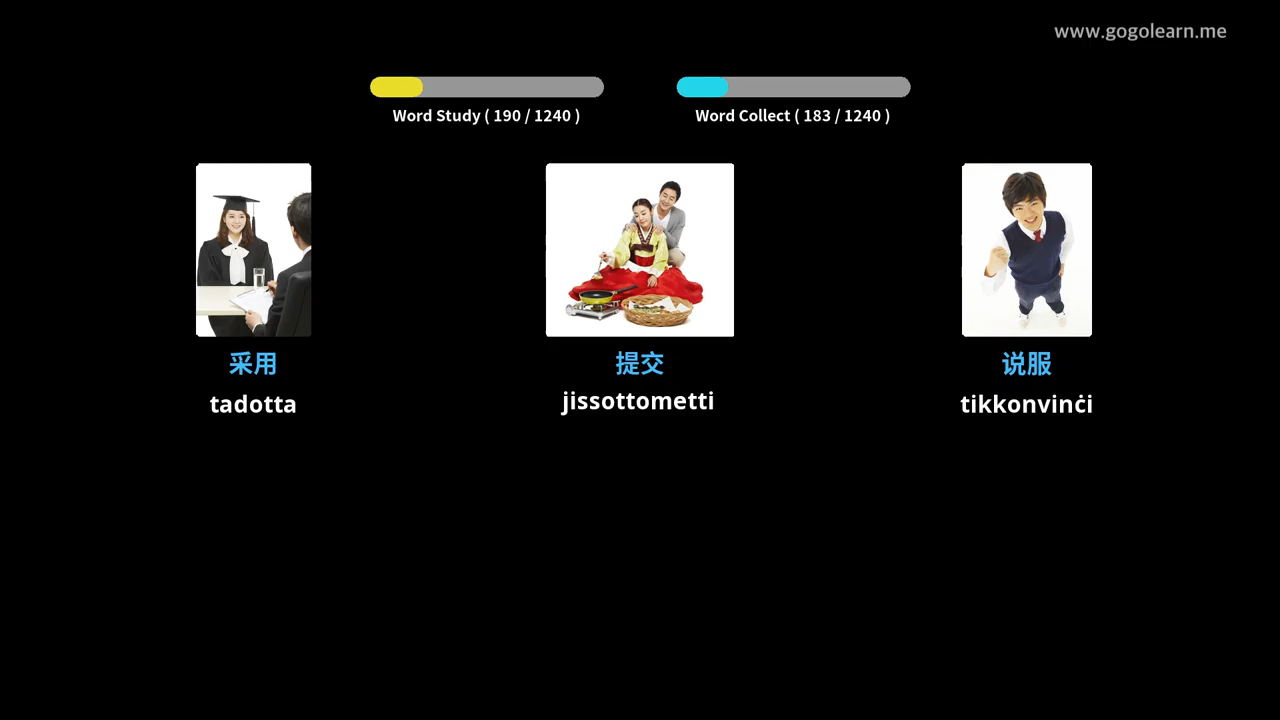 www.gogolearn.me
Word Study ( 190 / 1240 )
Word Collect ( 183 / 1240 )
采用
提交
说服
tadotta
jissottometti
tikkonvinċi